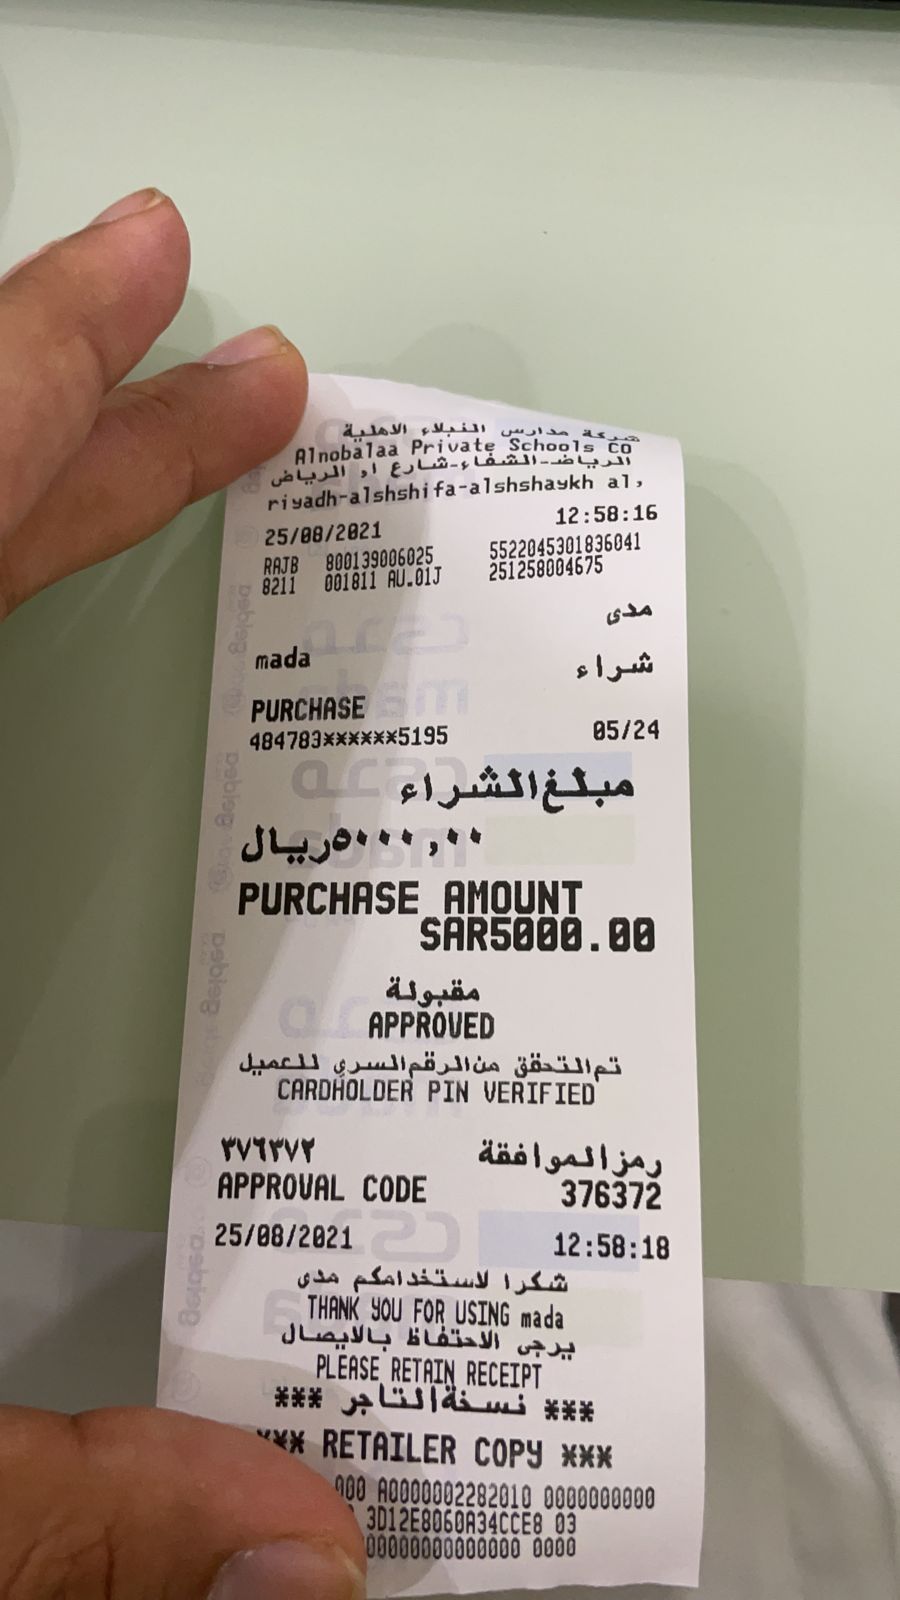 شركة مدارس النبلاء الاهلية
Alnobalaa Private Schools Co
الرياض-الشفاء-شارع ا, الرياض
riyadh-alshshifa-alshshaykh al,
25/08/2021 12:58:16
RAJB 800139006025 5522045301836041
8211 001811 AU.01J 251258004675
مدى
mada
شراء
PURCHASE
484783******5195 05/24
مبلغ الشراء
٥٠٠٠,٠٠ ريال
PURCHASE AMOUNT
SAR5000.00
مقبولة
APPROVED
تم التحقق من الرقم السري للعميل
CARDHOLDER PIN VERIFIED
رمز الموافقة ٣٧٦٣٧٢
APPROVAL CODE 376372
25/08/2021 12:58:18
شكرا لاستخدامكم مدى
THANK YOU FOR USING mada
يرجى الاحتفاظ بالايصال
PLEASE RETAIN RECEIPT
*** نسخة التاجر ***
*** RETAILER COPY ***
000 A0000002282010 0000000000
3D12E8060A34CCE8 03
00000000000000 0000